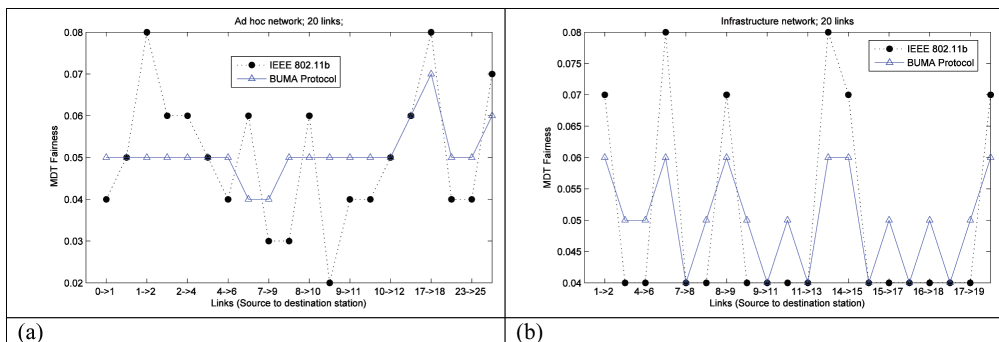 Ad hoc network; 20 links;
0.08
0.07
0.06
0.05
0.04
0.03
0.02
MDT Fairness
IEEE 802.11b
BUMA Protocol
0->1 1->2 2->4 4->6 7->9 8->10 9->11 10->12 17->18 23->25
Links (Source to destination station)
(a)
Infrastructure network; 20 links
0.08
0.075
0.07
0.065
0.06
0.055
0.05
0.045
0.04
MDT Fairness
IEEE 802.11b
BUMA Protocol
1->2 4->6 7->8 8->9 9->11 11->13 14->15 15->17 16->18 17->19
Links (Source to destination station)
(b)